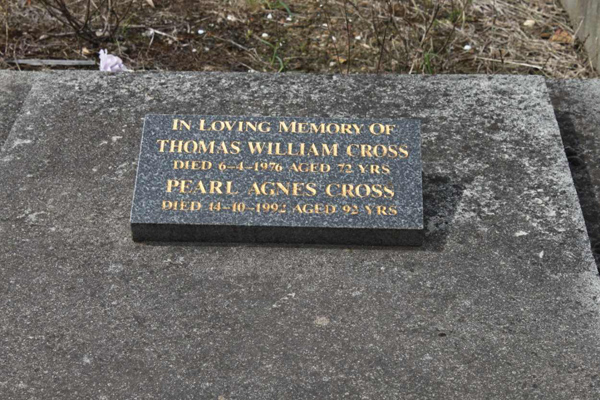 IN LOVING MEMORY OF
THOMAS WILLIAM CROSS
DIED 6-4-1976 AGED 72 YRS
PEARL AGNES CROSS
DIED 14-10-1992 AGED 92 YRS